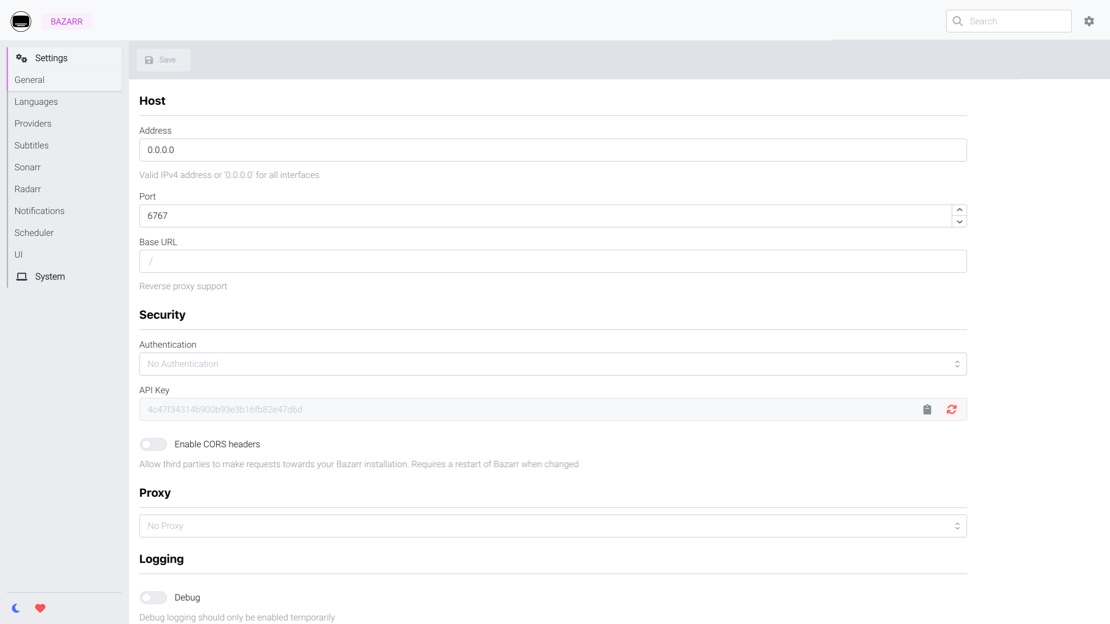 BAZARR
Search
Settings
General
Languages
Providers
Subtitles
Sonarr
Radarr
Notifications
Scheduler
UI
System
Save
Host
Address
0.0.0.0
Valid IPv4 address or '0.0.0.0' for all interfaces
Port
6767
Base URL
/
Reverse proxy support
Security
Authentication
No Authentication
API Key
4c47f34314b900b93e3b16fb82e47d6d
Enable CORS headers
Allow third parties to make requests towards your Bazarr installation. Requires a restart of Bazarr when changed
Proxy
No Proxy
Logging
Debug
Debug logging should only be enabled temporarily